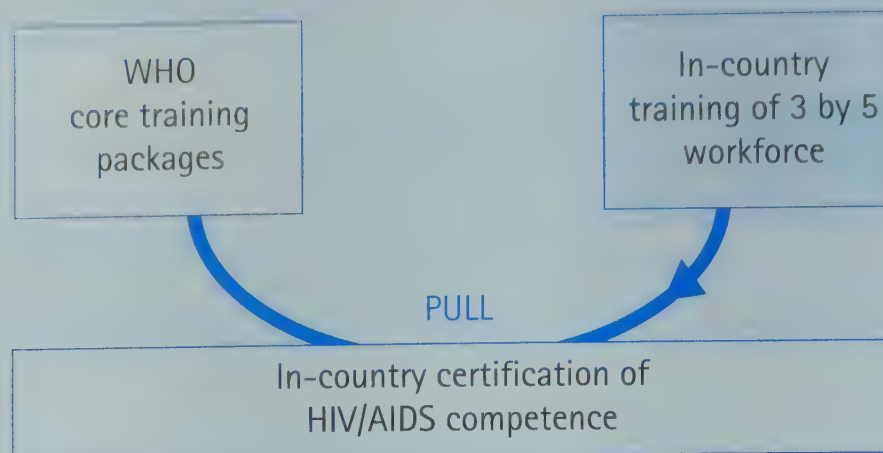 WHO
core training
packages
In-country
training of 3 by 5
workforce
PULL
In-country certification of
HIV/AIDS competence